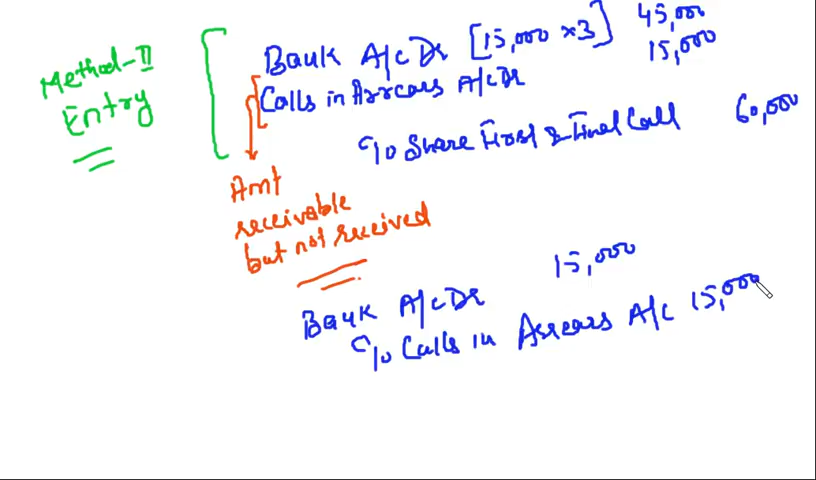 Method-II
Entry
Bank A/c Dr [15,000 x 3] 45,000
Calls in Arrears A/c Dr 15,000
To Share First & Final Call 60,000
Amt
receivable
but not received
Bank A/c Dr 15,000
To Calls in Arrears A/c 15,000